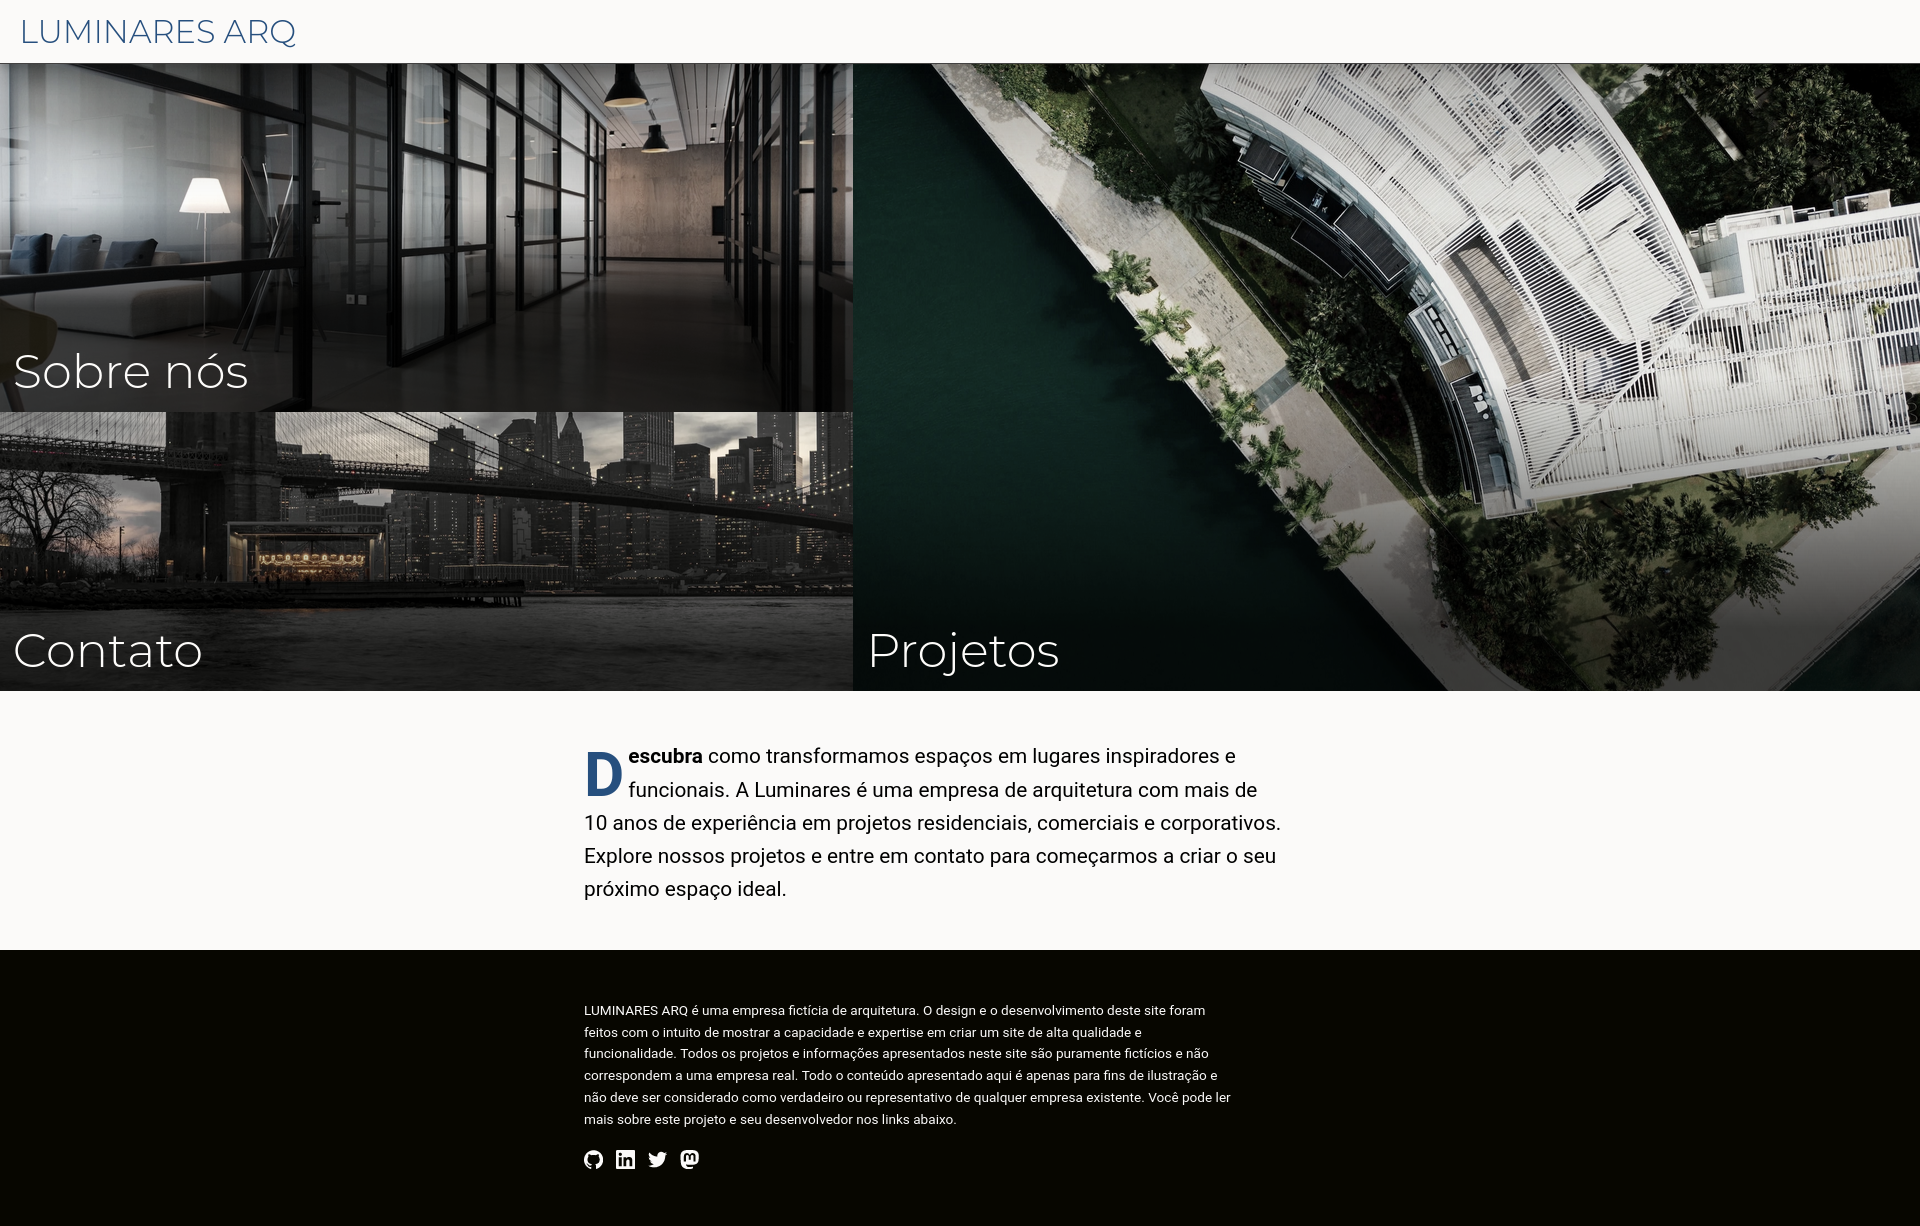 LUMINARES ARQ
Sobre nós
Contato
Projetos
Descubra como transformamos espaços em lugares inspiradores e
funcionais. A Luminares é uma empresa de arquitetura com mais de
10 anos de experiência em projetos residenciais, comerciais e corporativos.
Explore nossos projetos e entre em contato para começarmos a criar o seu
próximo espaço ideal.
LUMINARES ARQ é uma empresa fictícia de arquitetura. O design e o desenvolvimento deste site foram
feitos com o intuito de mostrar a capacidade e expertise em criar um site de alta qualidade e
funcionalidade. Todos os projetos e informações apresentados neste site são puramente fictícios e não
correspondem a uma empresa real. Todo o conteúdo apresentado aqui é apenas para fins de ilustração e
não deve ser considerado como verdadeiro ou representativo de qualquer empresa existente. Você pode ler
mais sobre este projeto e seu desenvolvedor nos links abaixo.